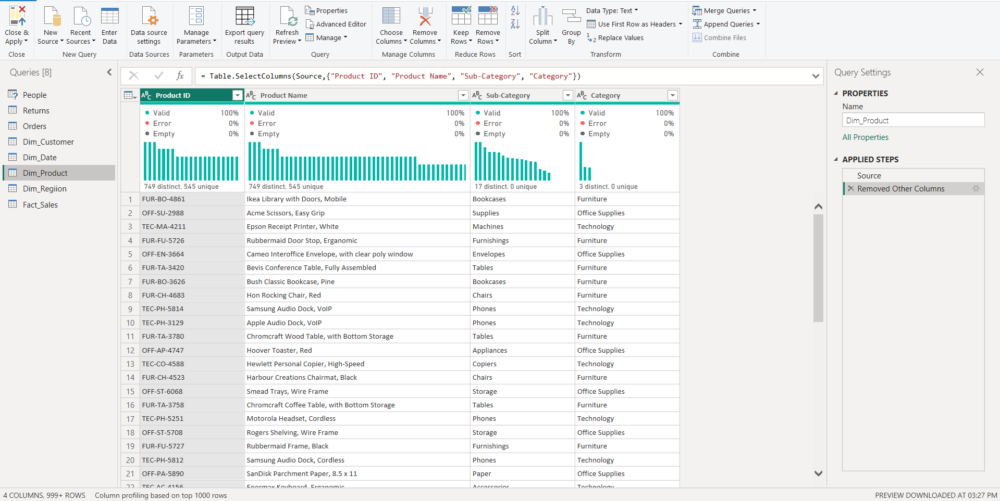 Close & Apply
New Source
Recent Sources
Enter Data
Data source settings
Manage Parameters
Export query results
Refresh Preview
Properties
Advanced Editor
Manage
Choose Columns
Remove Columns
Keep Rows
Remove Rows
A
Z
Z
A
Split Column
Group By
Data Type: Text
Use First Row as Headers
1
2 Replace Values
Merge Queries
Append Queries
Combine Files
Close
New Query
Data Sources
Parameters
Output Data
Query
Manage Columns
Reduce Rows
Sort
Transform
Combine
Queries [8]
People
Returns
Orders
Dim_Customer
Dim_Date
Dim_Product
Dim_Regiion
Fact_Sales
fx
= Table.SelectColumns(Source,{"Product ID", "Product Name", "Sub-Category", "Category"})
ABC Product ID ABC Product Name ABC Sub-Category ABC Category
Valid 100% Valid 100% Valid 100% Valid 100%
Error 0% Error 0% Error 0% Error 0%
Empty 0% Empty 0% Empty 0% Empty 0%
749 distinct, 545 unique 749 distinct, 545 unique 17 distinct, 0 unique 3 distinct, 0 unique
1 FUR-BO-4861 Ikea Library with Doors, Mobile Bookcases Furniture
2 OFF-SU-2988 Acme Scissors, Easy Grip Supplies Office Supplies
3 TEC-MA-4211 Epson Receipt Printer, White Machines Technology
4 FUR-FU-5726 Rubbermaid Door Stop, Erganomic Furnishings Furniture
5 OFF-EN-3664 Cameo Interoffice Envelope, with clear poly window Envelopes Office Supplies
6 FUR-TA-3420 Bevis Conference Table, Fully Assembled Tables Furniture
7 FUR-BO-3626 Bush Classic Bookcase, Pine Bookcases Furniture
8 FUR-CH-4683 Hon Rocking Chair, Red Chairs Furniture
9 TEC-PH-5814 Samsung Audio Dock, VoIP Phones Technology
10 TEC-PH-3129 Apple Audio Dock, VoIP Phones Technology
11 FUR-TA-3780 Chromcraft Wood Table, with Bottom Storage Tables Furniture
12 OFF-AP-4747 Hoover Toaster, Red Appliances Office Supplies
13 TEC-CO-4588 Hewlett Personal Copier, High-Speed Copiers Technology
14 FUR-CH-4523 Harbour Creations Chairmat, Black Chairs Furniture
15 OFF-ST-6068 Smead Trays, Wire Frame Storage Office Supplies
16 FUR-TA-3758 Chromcraft Coffee Table, with Bottom Storage Tables Furniture
17 TEC-PH-5251 Motorola Headset, Cordless Phones Technology
18 OFF-ST-5708 Rogers Shelving, Wire Frame Storage Office Supplies
19 FUR-FU-5727 Rubbermaid Frame, Black Furnishings Furniture
20 TEC-PH-5812 Samsung Audio Dock, Cordless Phones Technology
21 OFF-PA-5890 SanDisk Parchment Paper, 8.5 x 11 Paper Office Supplies
22 TEC-AC-4156 Enermax Keyboard, Erganomic Accessories Technology
Query Settings
PROPERTIES
Name
Dim_Product
All Properties
APPLIED STEPS
Source
Removed Other Columns
4 COLUMNS, 999+ ROWS Column profiling based on top 1000 rows PREVIEW DOWNLOADED AT 03:27 PM